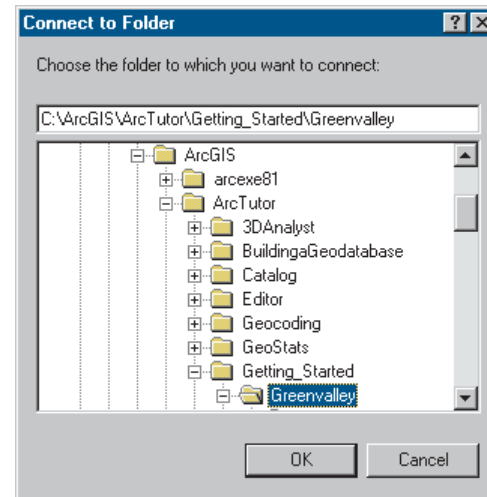 Connect to Folder
Choose the folder to which you want to connect:
C:\ArcGIS\ArcTutor\Getting_Started\Greenvalley
ArcGIS
arcexe81
ArcTutor
3DAnalyst
BuildingaGeodatabase
Catalog
Editor
Geocoding
GeoStats
Getting_Started
Greenvalley
OK Cancel